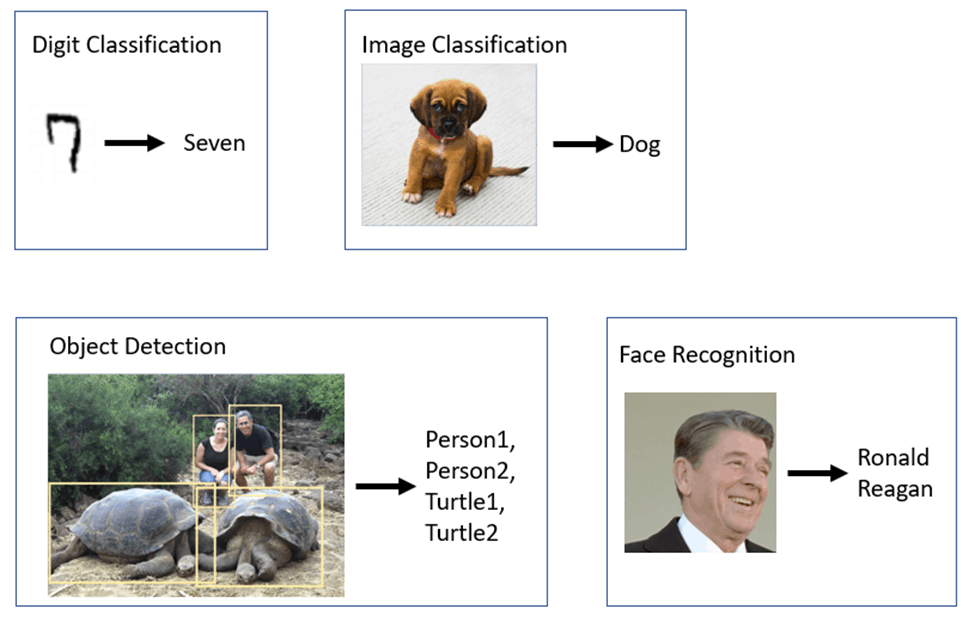 Digit Classification
Seven
Image Classification
Dog
Object Detection
Person1,
Person2,
Turtle1,
Turtle2
Face Recognition
Ronald
Reagan